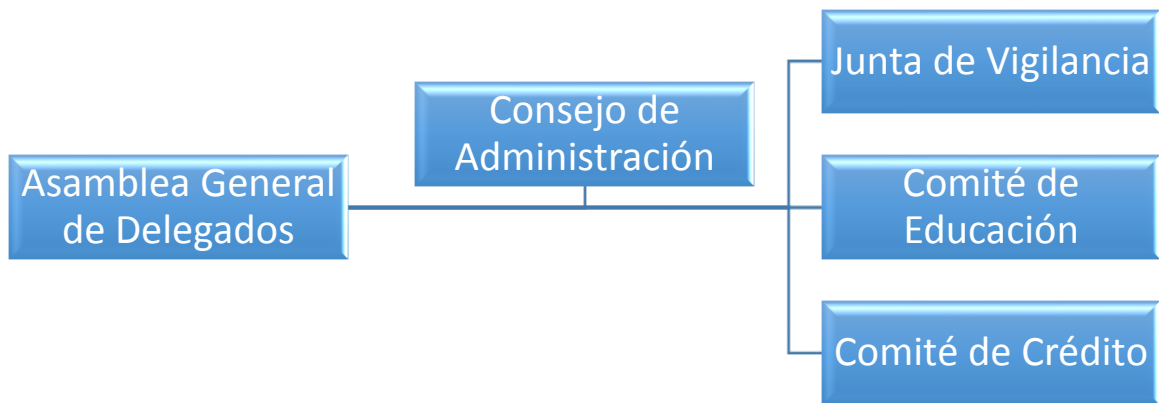 Asamblea General
de Delegados
Consejo de
Administración
Junta de Vigilancia
Comité de
Educación
Comité de Crédito